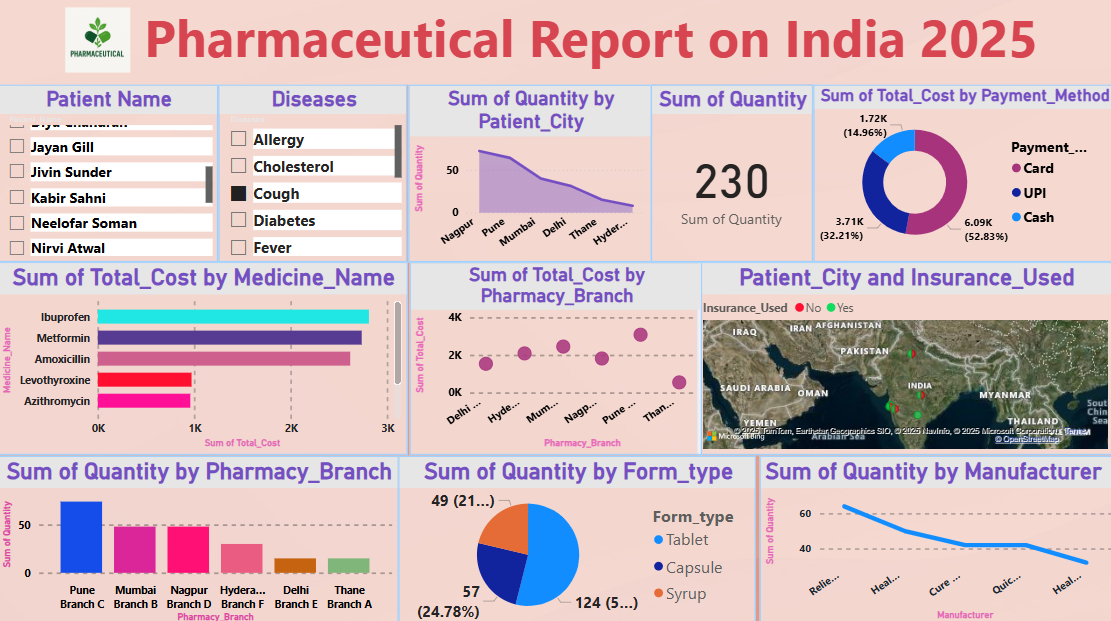 PHARMACEUTICAL
Pharmaceutical Report on India 2025
Patient Name
Diya Chandran
Jayan Gill
Jivin Sunder
Kabir Sahni
Neelofar Soman
Nirvi Atwal
Diseases
Allergy
Cholesterol
Cough
Diabetes
Fever
Sum of Quantity by
Patient_City
Sum of Quantity
50
0
Nagpur
Pune
Mumbai
Delhi
Thane
Hyder...
Sum of Quantity
230
Sum of Quantity
Sum of Total_Cost by Payment_Method
1.72K
(14.96%)
3.71K
(32.21%)
6.09K
(52.83%)
Payment_...
Card
UPI
Cash
Sum of Total_Cost by Medicine_Name
Medicine_Name
Ibuprofen
Metformin
Amoxicillin
Levothyroxine
Azithromycin
0K
1K
2K
3K
Sum of Total_Cost
Sum of Total_Cost by
Pharmacy_Branch
Sum of Total_Cost
4K
2K
0K
Delhi ...
Hyde...
Mum...
Nagp...
Pune ...
Than...
Pharmacy_Branch
Patient_City and Insurance_Used
Insurance_Used
No
Yes
IRAQ
IRAN
AFGHANISTAN
PAKISTAN
SAUDI ARABIA
OMAN
INDIA
MYANMAR
YEMEN
THAILAND
South
Chin
Sea
Arabian Sea
Microsoft Bing
© 2025 TomTom, Earthstar Geographics SIO, © 2025 NavInfo, © 2025 Microsoft Corporation, Terms
© OpenStreetMap
Sum of Quantity by Pharmacy_Branch
Sum of Quantity
50
0
Pune
Branch C
Mumbai
Branch B
Nagpur
Branch D
Hydera...
Branch F
Delhi
Branch E
Thane
Branch A
Pharmacy_Branch
Sum of Quantity by Form_type
49 (21...)
57
(24.78%)
124 (5...)
Form_type
Tablet
Capsule
Syrup
Sum of Quantity by Manufacturer
Sum of Quantity
60
40
Relie...
Heal...
Cure ...
Quic...
Heal...
Manufacturer